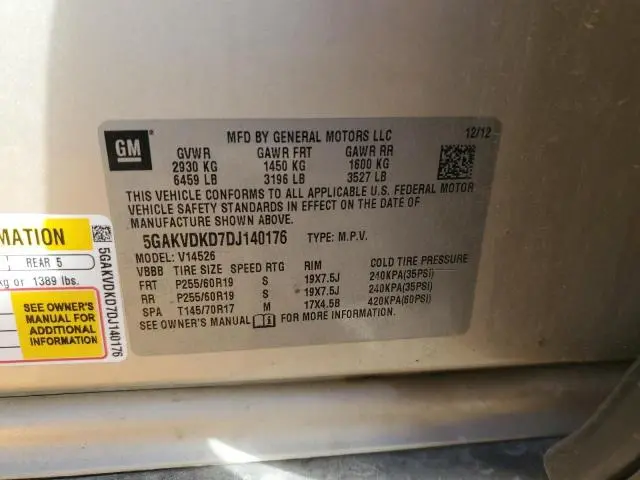 GM
MFD BY GENERAL MOTORS LLC 12/12
GVWR GAWR FRT GAWR RR
2930 KG 1450 KG 1600 KG
6459 LB 3196 LB 3527 LB
THIS VEHICLE CONFORMS TO ALL APPLICABLE U.S. FEDERAL MOTOR
VEHICLE SAFETY STANDARDS IN EFFECT ON THE DATE OF
MANUFACTURE SHOWN ABOVE.
5GAKVDKD7DJ140176 TYPE: M.P.V.
MODEL: V14526
VBBB TIRE SIZE SPEED RTG RIM COLD TIRE PRESSURE
FRT P255/60R19 S 19X7.5J 240KPA(35PSI)
RR P255/60R19 S 19X7.5J 240KPA(35PSI)
SPA T145/70R17 M 17X4.5B 420KPA(60PSI)
SEE OWNER'S MANUAL FOR MORE INFORMATION.
MATION
REAR 5
kg or 1389 lbs.
SEE OWNER'S
MANUAL FOR
ADDITIONAL
INFORMATION
5GAKVDKD7DJ140176